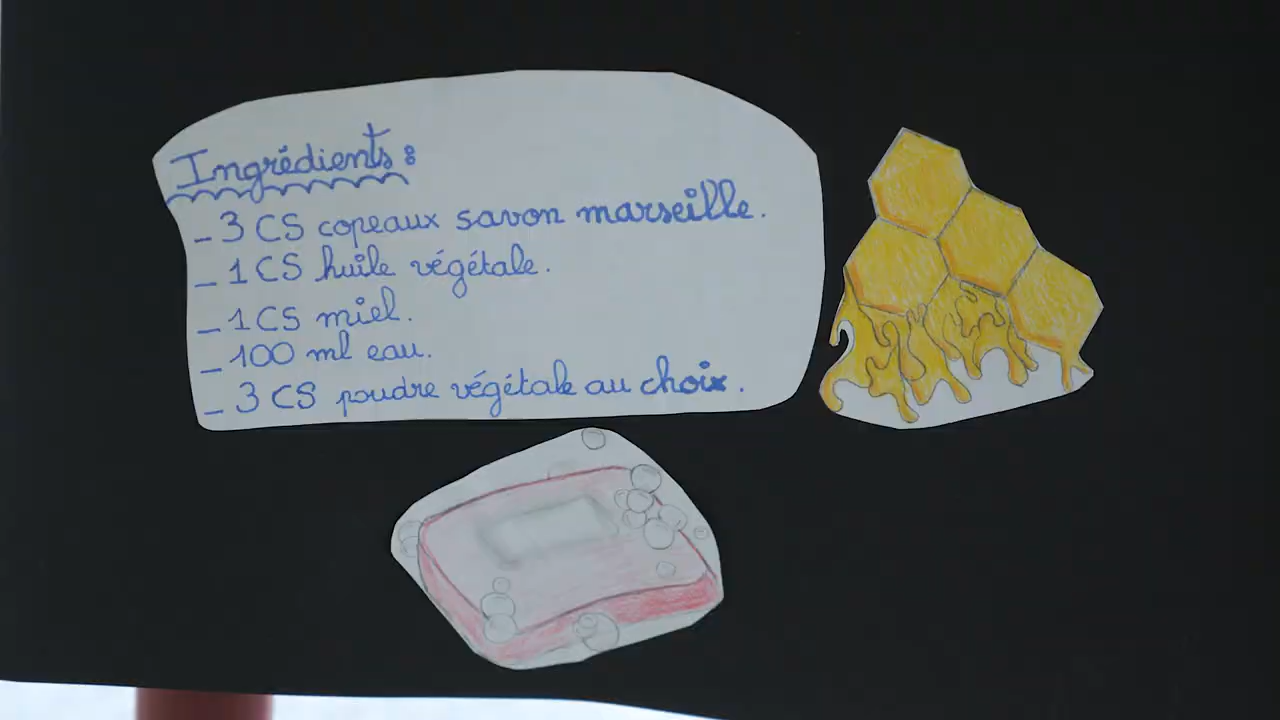 Ingrédients :
_ 3 CS copeaux savon marseille.
_ 1 CS huile végétale.
_ 1 CS miel.
_ 100 ml eau.
_ 3 CS poudre végétale au choix.